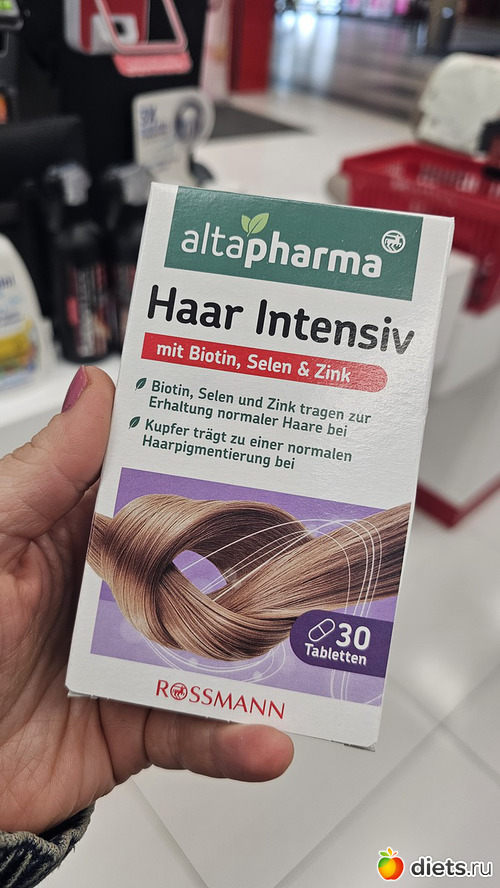 altapharma
Haar Intensiv
mit Biotin, Selen & Zink
Biotin, Selen und Zink tragen zur
Erhaltung normaler Haare bei
Kupfer trägt zu einer normalen
Haarpigmentierung bei
30
Tabletten
ROSSMANN
diets.ru